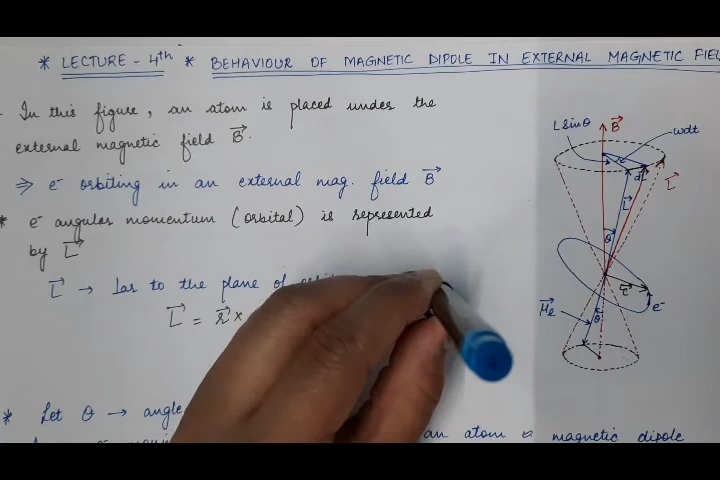 * LECTURE - 4th * BEHAVIOUR OF MAGNETIC DIPOLE IN EXTERNAL MAGNETIC FIEL
- In this figure, an atom is placed under the
external magnetic field B⃗.
⇒ e⁻ orbiting in an external mag. field B⃗
* e⁻ angular momentum (orbital) is represented
by L⃗
L⃗ → ⊥ar to the plane of
L⃗ = r⃗ ×
* Let θ → angle
an atom magnetic dipole
L sinθ
B⃗
ωdt
dL⃗
L⃗
L⃗
θ
r⃗
e⁻
M⃗e
θ